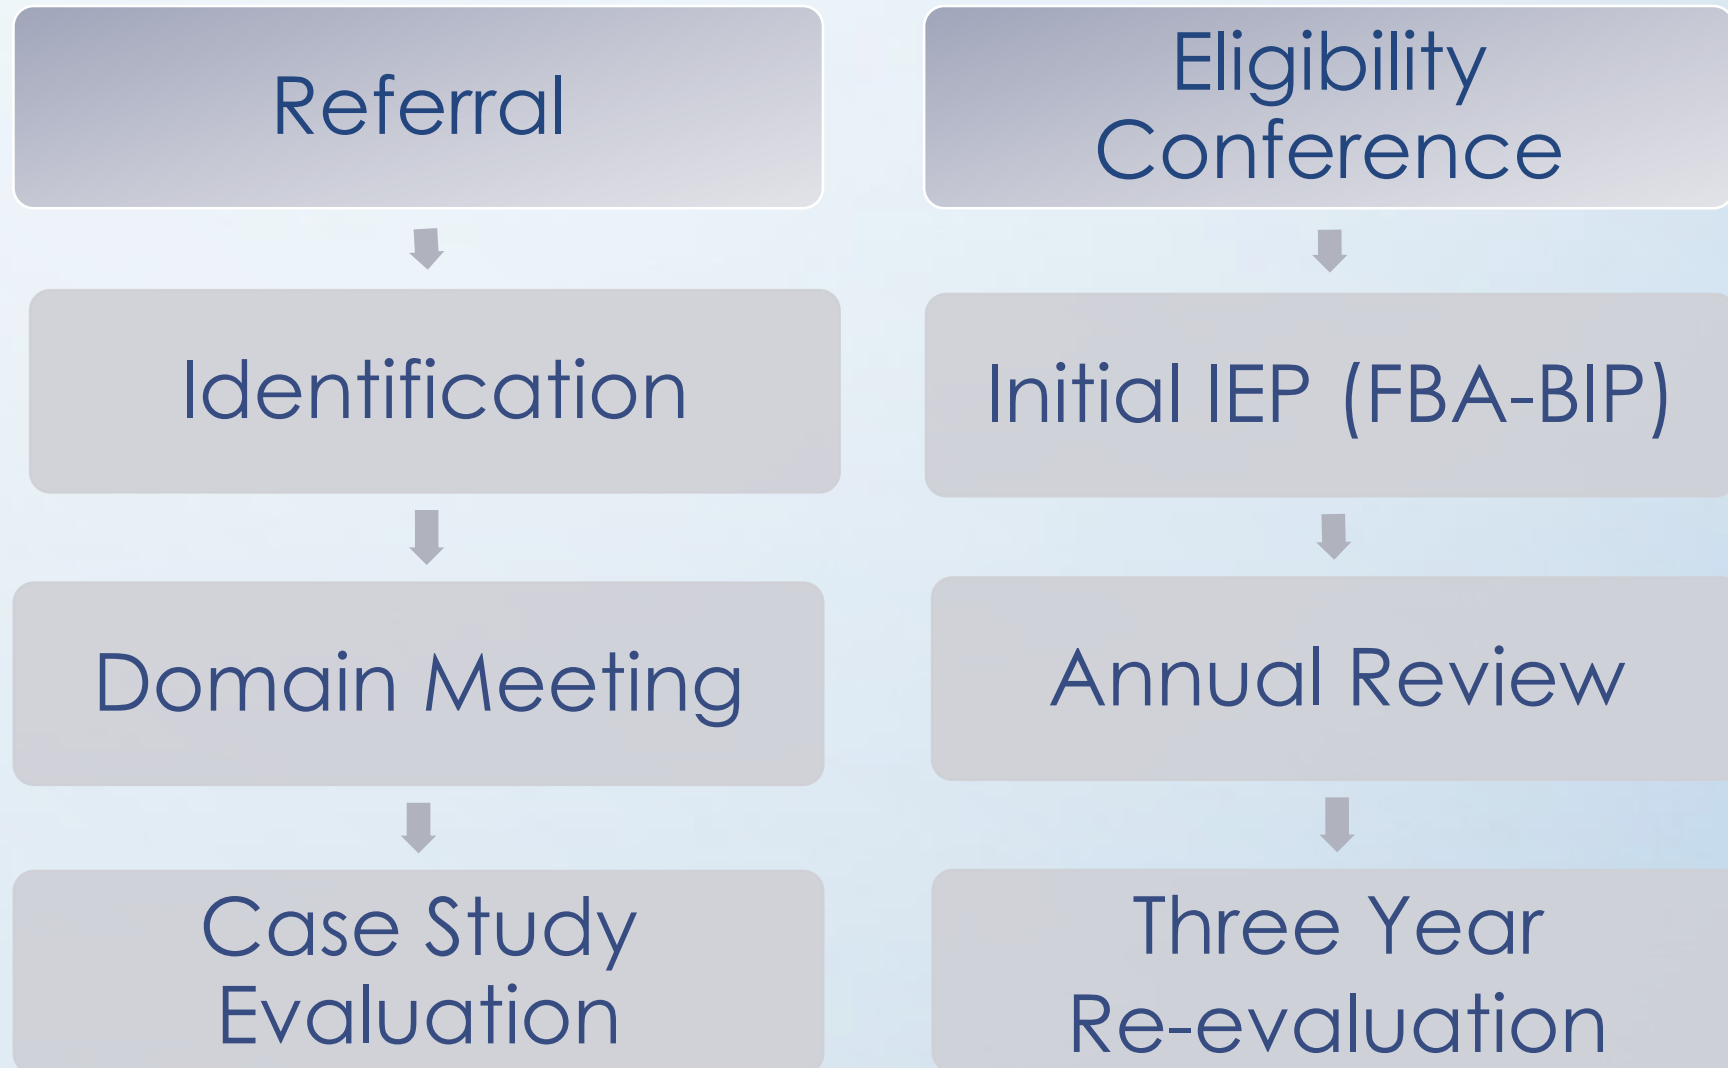 Referral
Identification
Domain Meeting
Case Study
Evaluation
Eligibility
Conference
Initial IEP (FBA-BIP)
Annual Review
Three Year
Re-evaluation